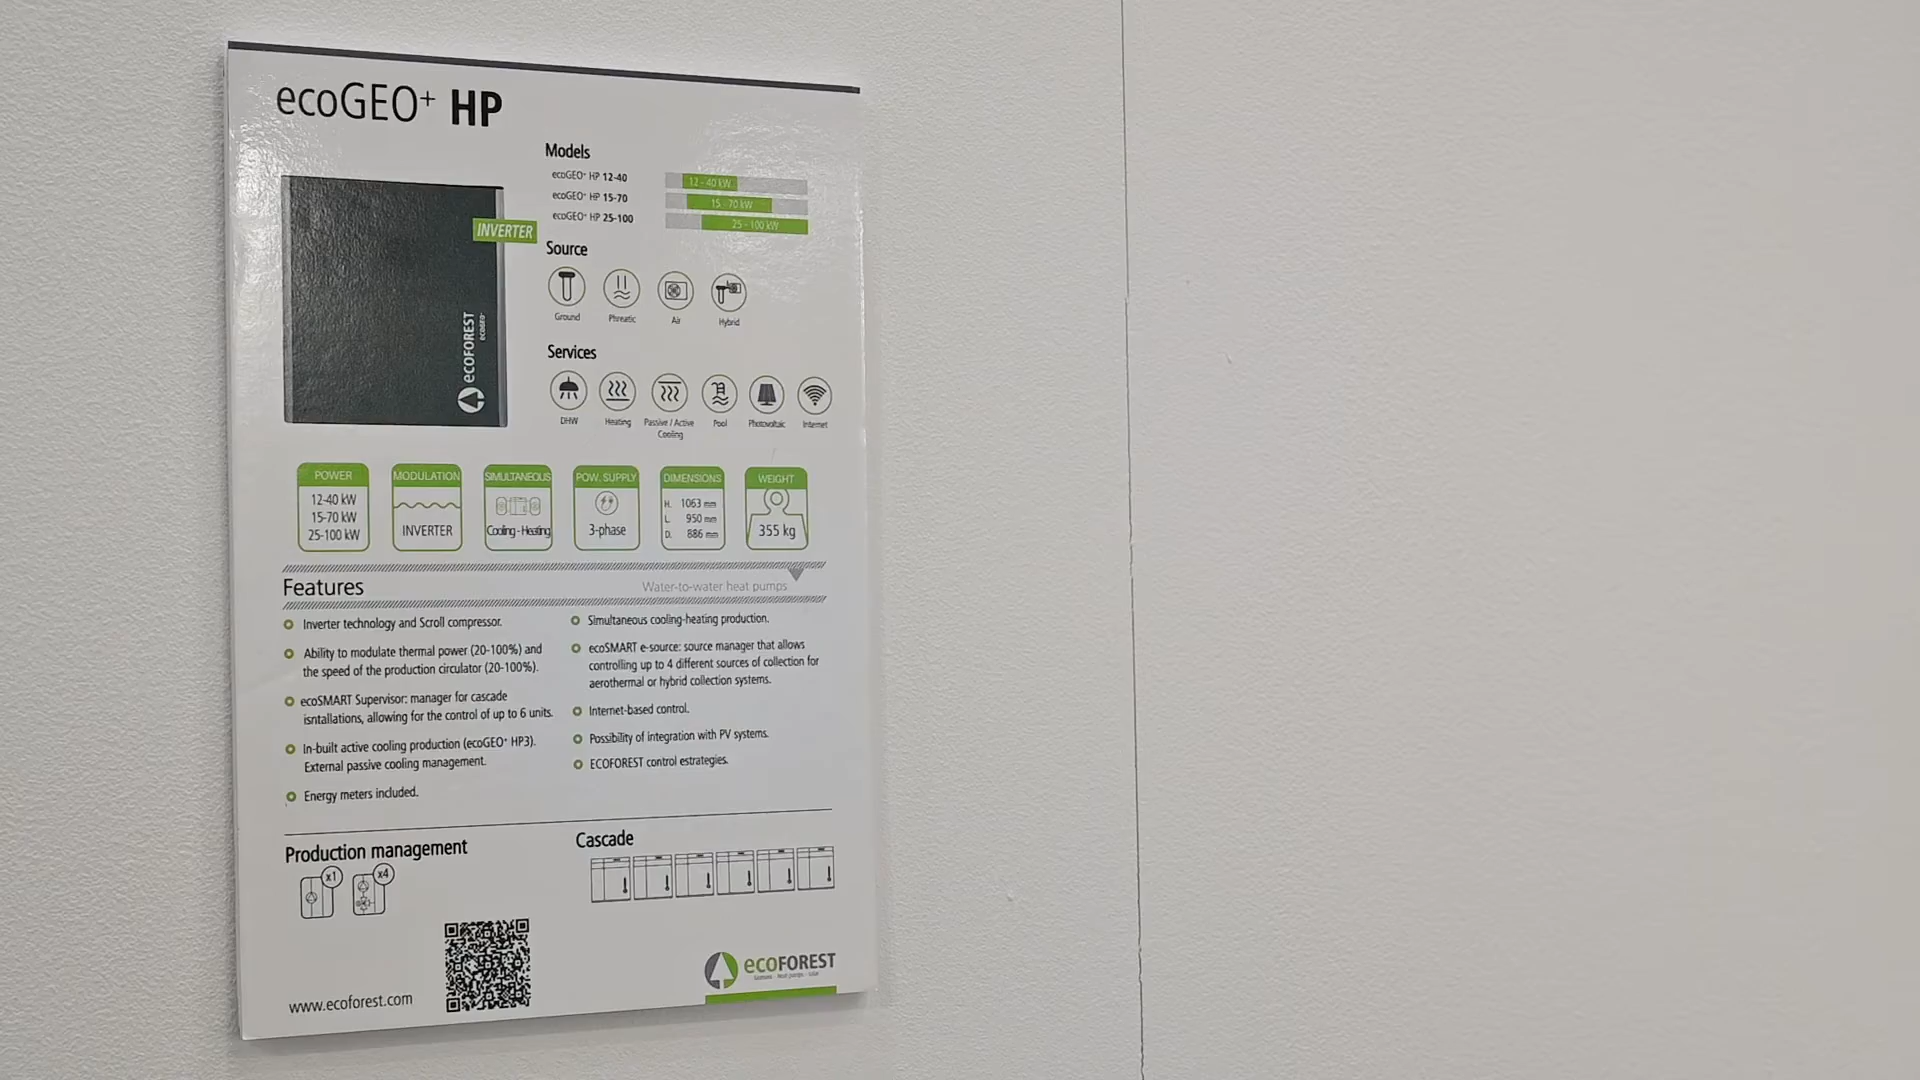 ecoGEO+ HP
Models
ecoGEO+ HP 12-40
12 - 40 kW
ecoGEO+ HP 15-70
15 - 70 kW
ecoGEO+ HP 25-100
25 - 100 kW
INVERTER
ECOFOREST
ecoGEO+
Source
Ground
Phreatic
Air
Hybrid
Services
DHW
Heating
Passive / Active
Cooling
Pool
Photovoltaic
Internet
POWER
12-40 kW
15-70 kW
25-100 kW
MODULATION
INVERTER
SIMULTANEOUS
Cooling - Heating
POW. SUPPLY
3-phase
DIMENSIONS
H. 1063 mm
L. 950 mm
D. 886 mm
WEIGHT
355 kg
Features
Water-to-water heat pumps
Inverter technology and Scroll compressor.
Ability to modulate thermal power (20-100%) and
the speed of the production circulator (20-100%).
ecoSMART Supervisor: manager for cascade
isntallations, allowing for the control of up to 6 units.
In-built active cooling production (ecoGEO+ HP3).
External passive cooling management.
Energy meters included.
Simultaneous cooling-heating production.
ecoSMART e-source: source manager that allows
controlling up to 4 different sources of collection for
aerothermal or hybrid collection systems.
Internet-based control.
Possibility of integration with PV systems.
ECOFOREST control estrategies.
Production management
x1
x4
Cascade
www.ecoforest.com
ecoFOREST